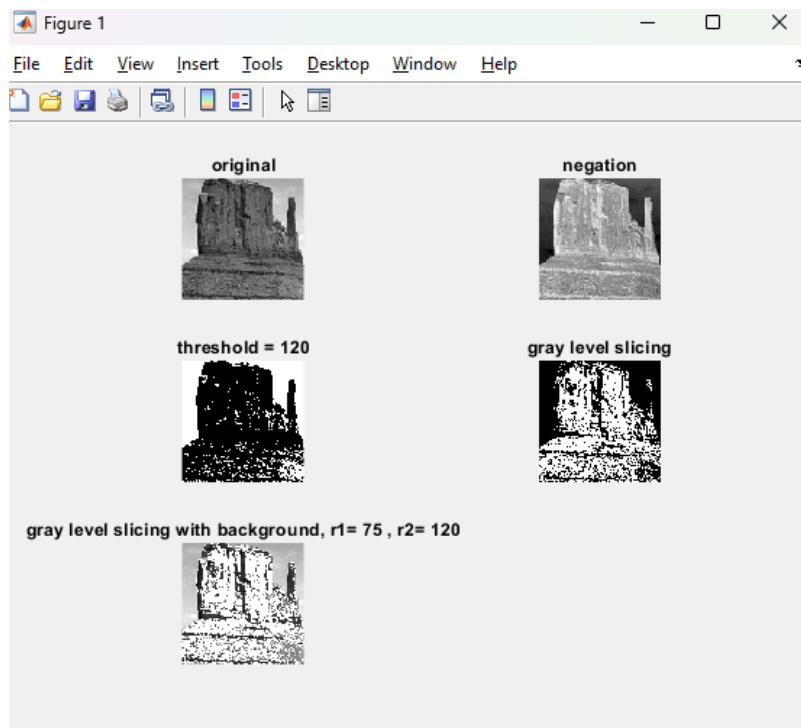 Figure 1
File Edit View Insert Tools Desktop Window Help
original
negation
threshold = 120
gray level slicing
gray level slicing with background, r1= 75 , r2= 120